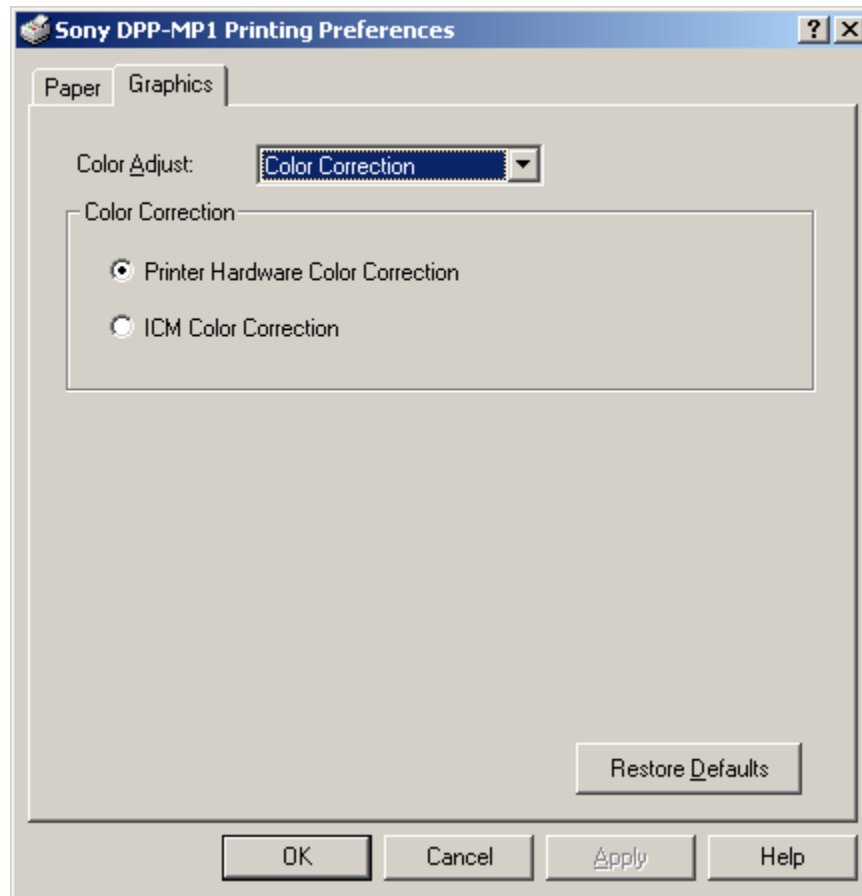 Sony DPP-MP1 Printing Preferences
Paper
Graphics
Color Adjust:
Color Correction
Color Correction
Printer Hardware Color Correction
ICM Color Correction
Restore Defaults
OK
Cancel
Apply
Help